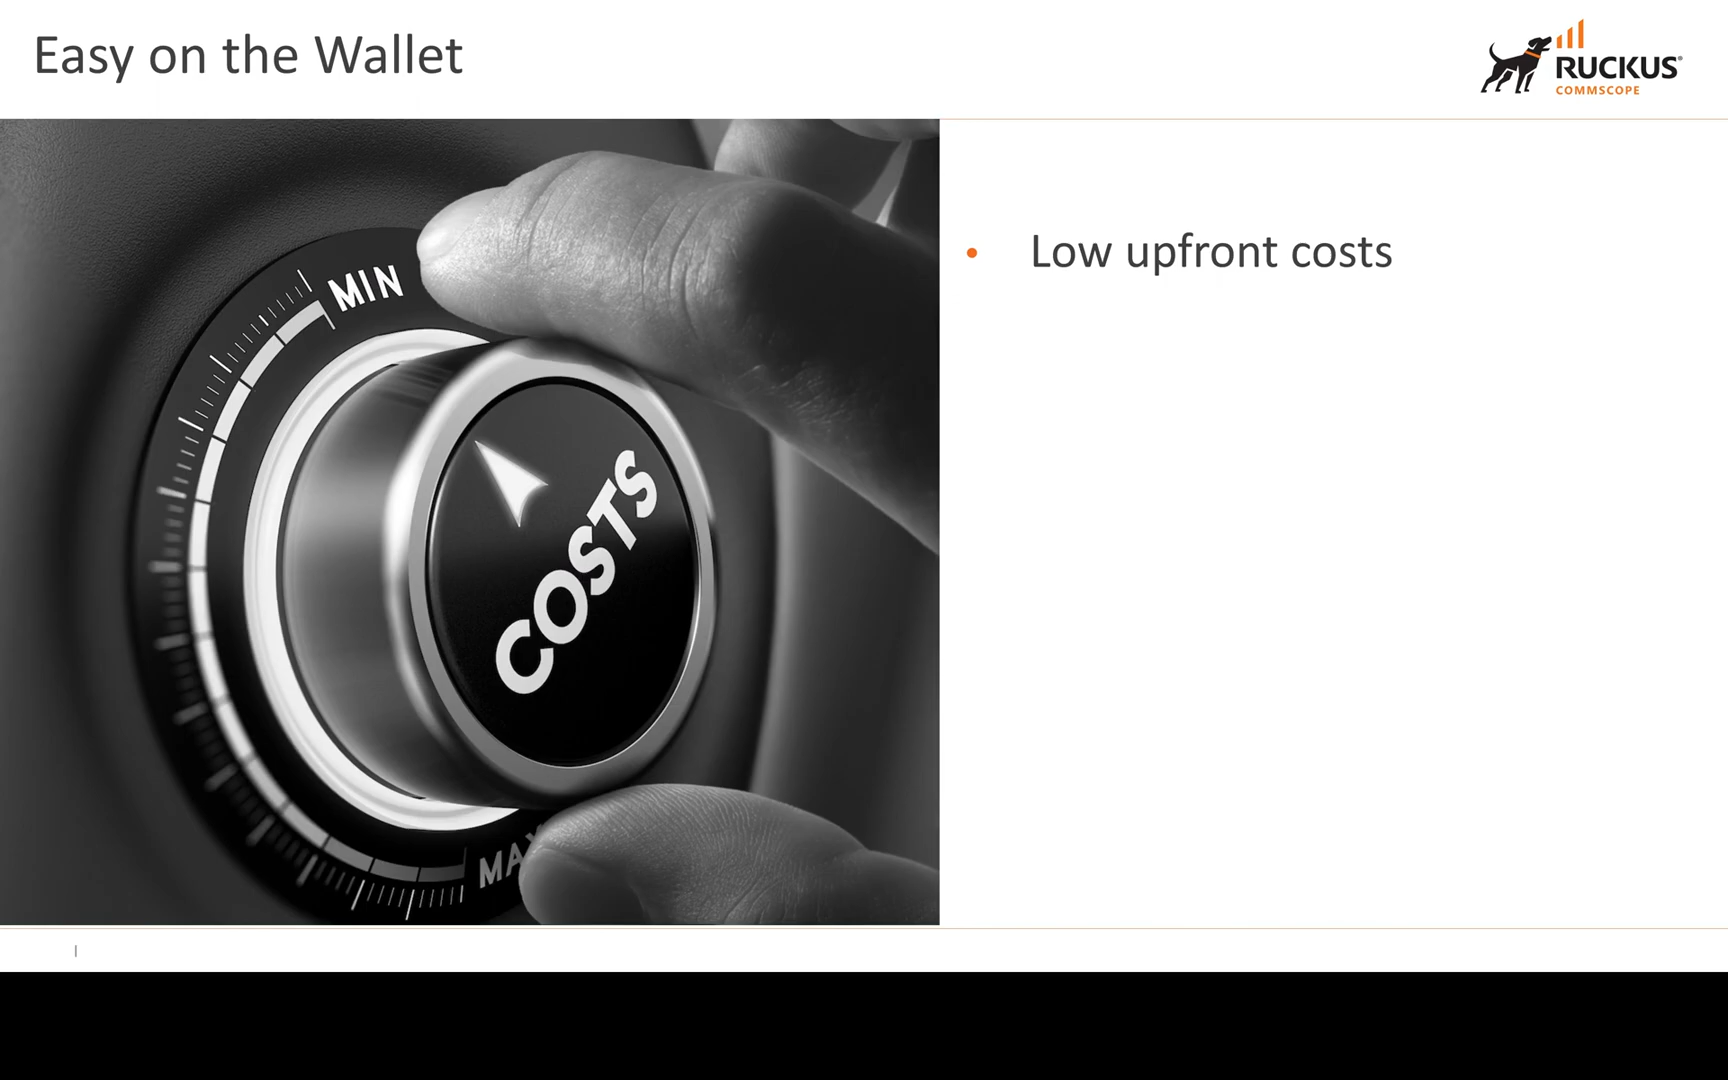 Easy on the Wallet
RUCKUS®
COMMSCOPE
MIN
COSTS
MAX
• Low upfront costs